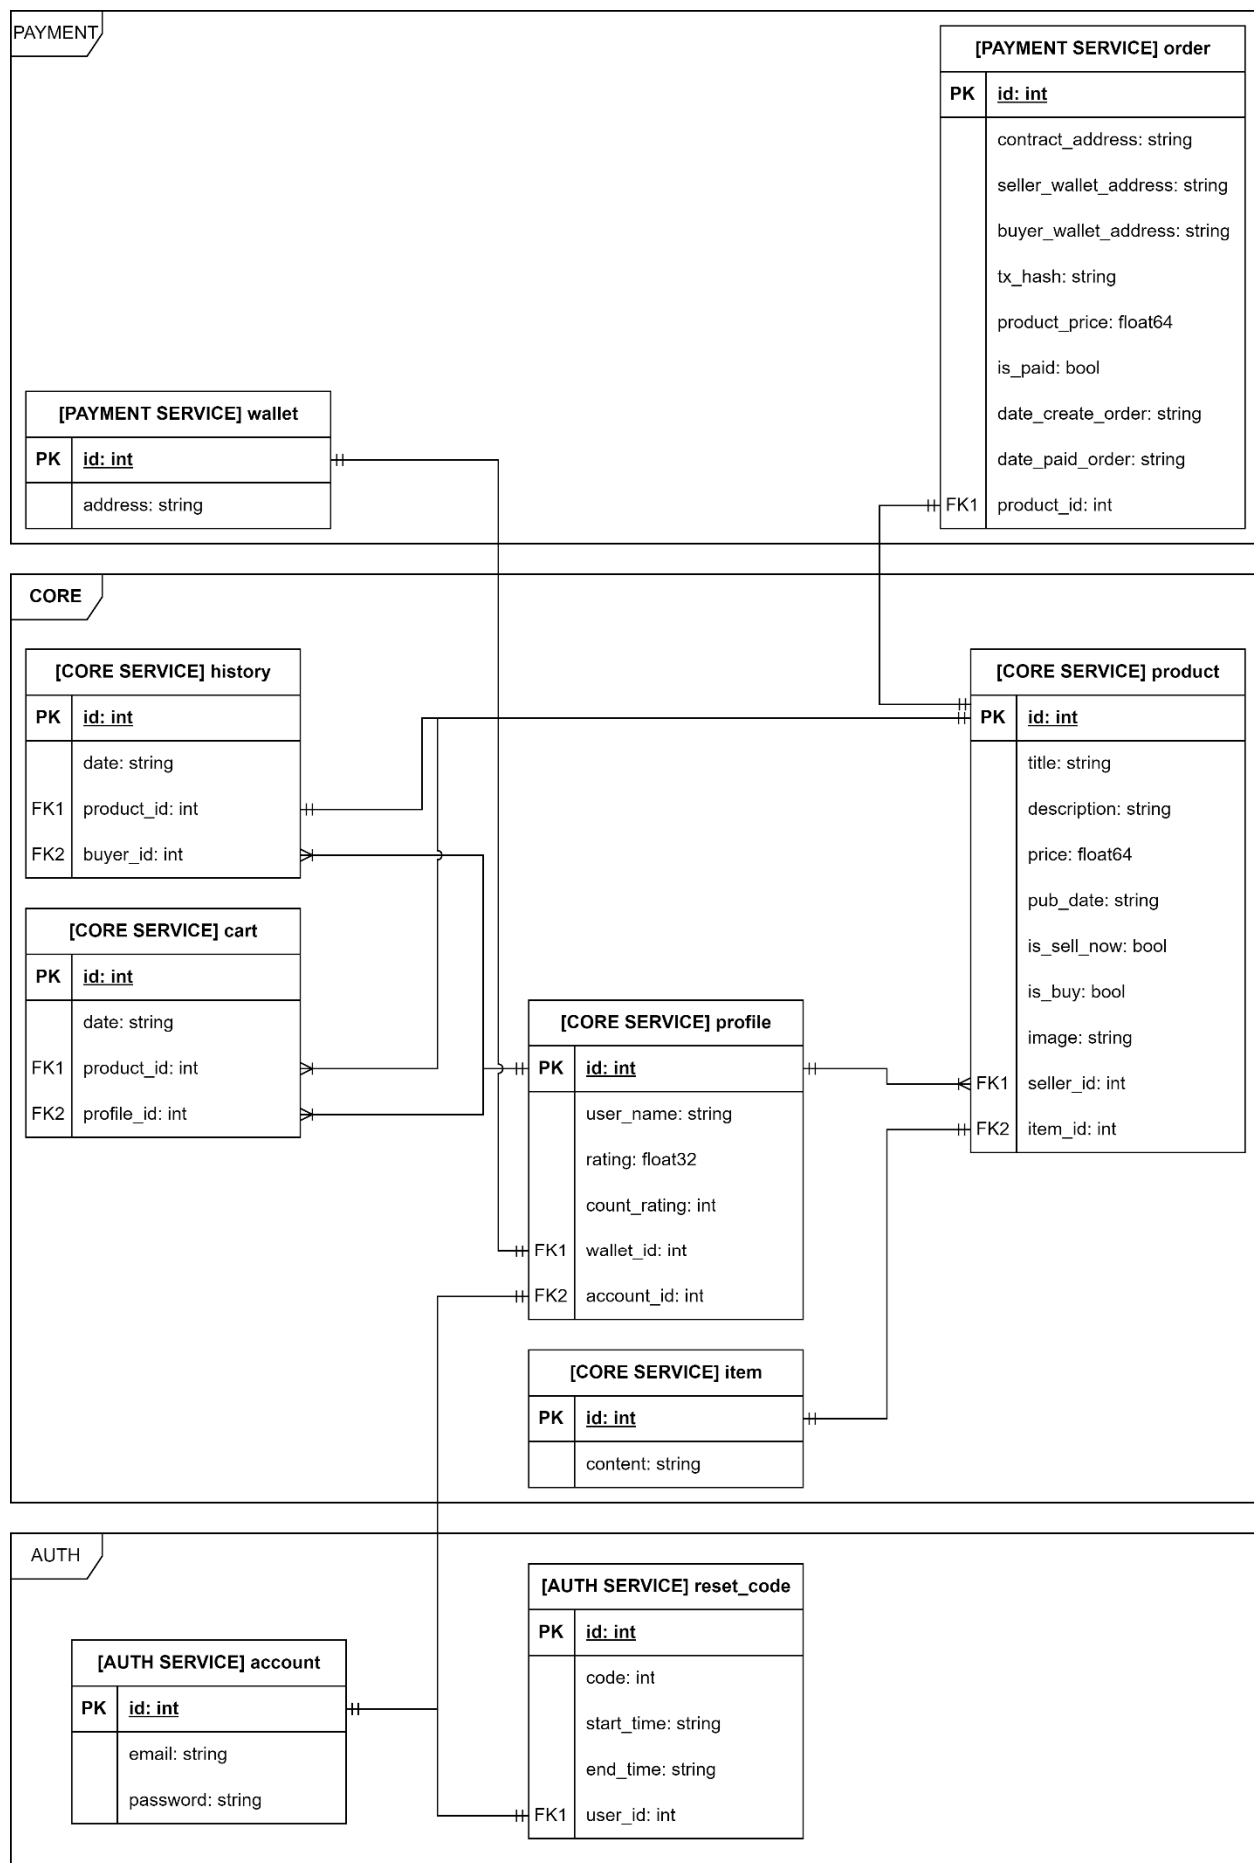 PAYMENT
[PAYMENT SERVICE] order
PK id: int
contract_address: string
seller_wallet_address: string
buyer_wallet_address: string
tx_hash: string
product_price: float64
is_paid: bool
date_create_order: string
date_paid_order: string
FK1 product_id: int
[PAYMENT SERVICE] wallet
PK id: int
address: string
CORE
[CORE SERVICE] history
PK id: int
date: string
FK1 product_id: int
FK2 buyer_id: int
[CORE SERVICE] product
PK id: int
title: string
description: string
price: float64
pub_date: string
is_sell_now: bool
is_buy: bool
image: string
FK1 seller_id: int
FK2 item_id: int
[CORE SERVICE] cart
PK id: int
date: string
FK1 product_id: int
FK2 profile_id: int
[CORE SERVICE] profile
PK id: int
user_name: string
rating: float32
count_rating: int
FK1 wallet_id: int
FK2 account_id: int
[CORE SERVICE] item
PK id: int
content: string
AUTH
[AUTH SERVICE] reset_code
PK id: int
code: int
start_time: string
end_time: string
FK1 user_id: int
[AUTH SERVICE] account
PK id: int
email: string
password: string